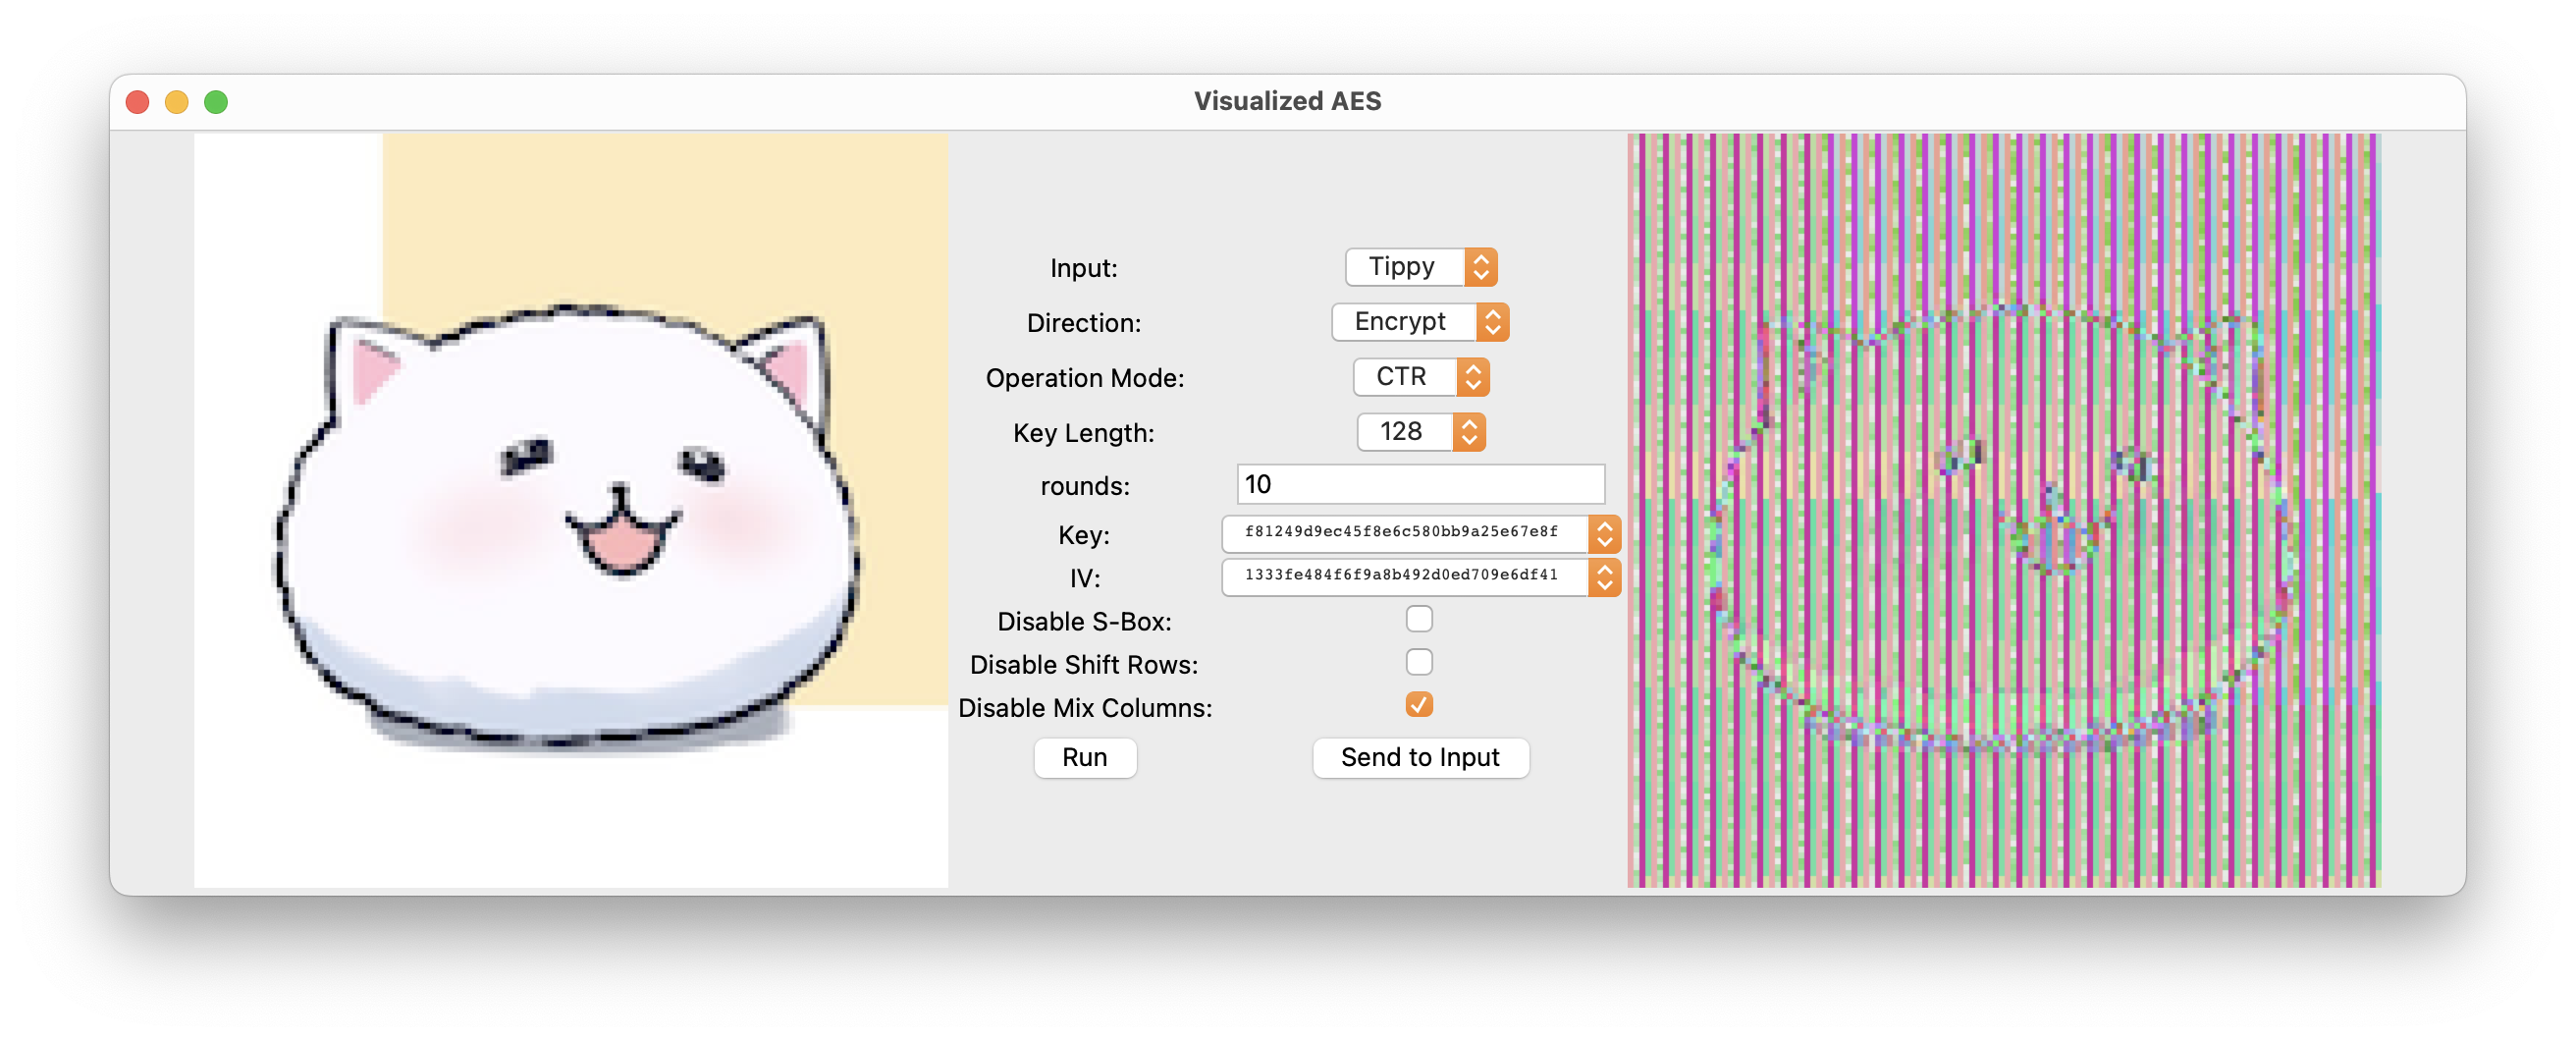 Visualized AES
Input: Tippy
Direction: Encrypt
Operation Mode: CTR
Key Length: 128
rounds: 10
Key: f81249d9ec45f8e6c580bb9a25e67e8f
IV: 1333fe484f6f9a8b492d0ed709e6df41
Disable S-Box:
Disable Shift Rows:
Disable Mix Columns:
Run Send to Input